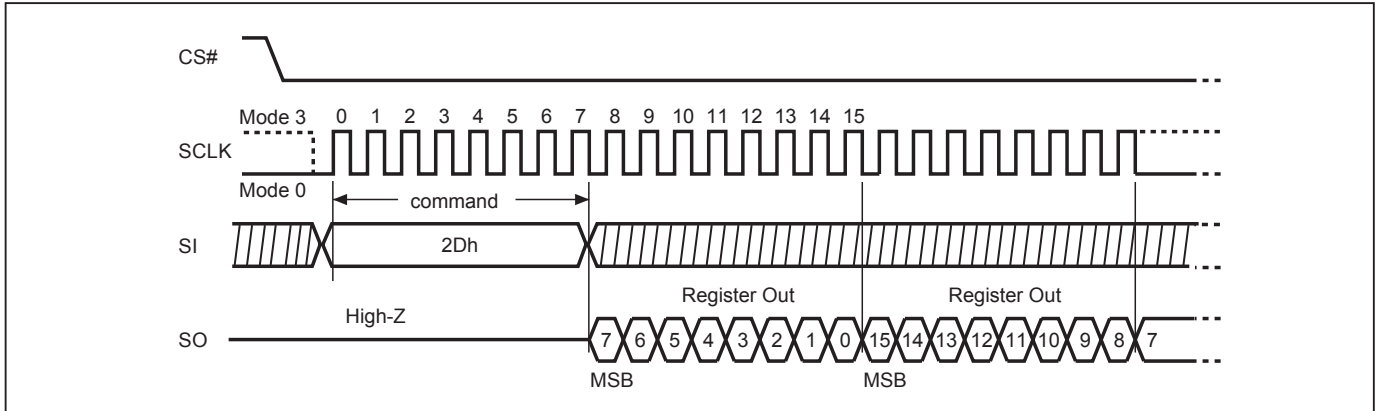 CS#
Mode 3 0 1 2 3 4 5 6 7 8 9 10 11 12 13 14 15
SCLK
Mode 0
command
SI 2Dh
Register Out Register Out
High-Z
SO 7 6 5 4 3 2 1 0 15 14 13 12 11 10 9 8 7
MSB MSB